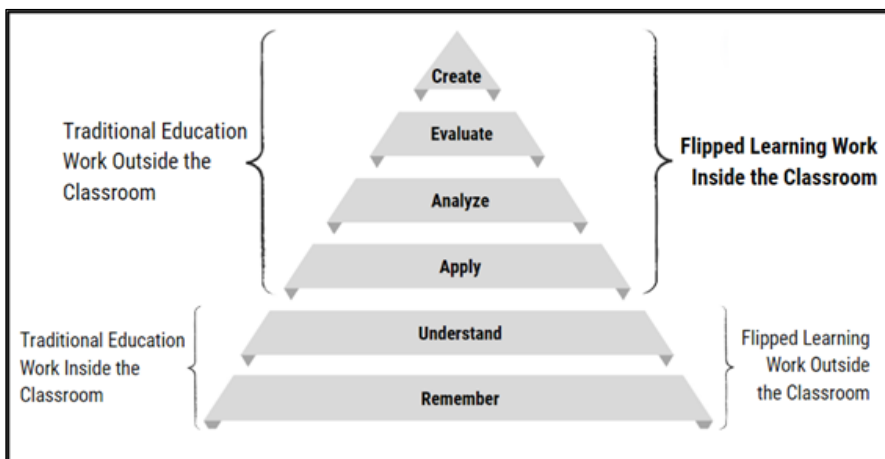 Create
Evaluate
Analyze
Apply
Understand
Remember
Traditional Education
Work Outside the
Classroom
Flipped Learning Work
Inside the Classroom
Traditional Education
Work Inside the
Classroom
Flipped Learning
Work Outside
the Classroom